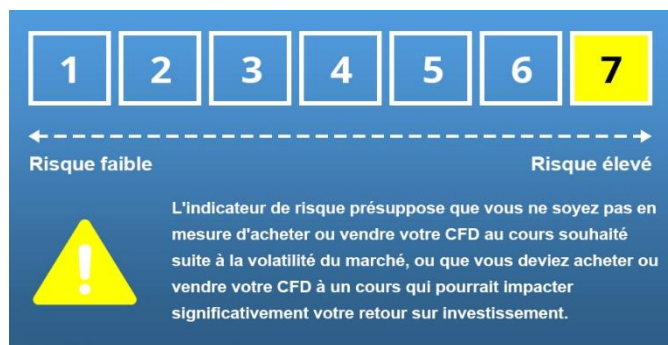 1 2 3 4 5 6 7
Risque faible Risque élevé
L'indicateur de risque présuppose que vous ne soyez pas en
mesure d'acheter ou vendre votre CFD au cours souhaité
suite à la volatilité du marché, ou que vous deviez acheter ou
vendre votre CFD à un cours qui pourrait impacter
significativement votre retour sur investissement.